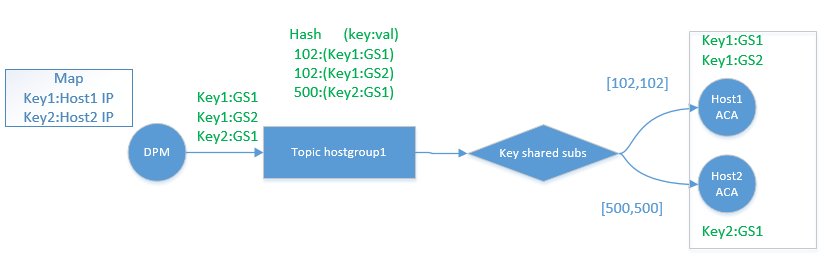 Map
Key1:Host1 IP
Key2:Host2 IP
DPM
Key1:GS1
Key1:GS2
Key2:GS1
Hash (key:val)
102:(Key1:GS1)
102:(Key1:GS2)
500:(Key2:GS1)
Topic hostgroup1
Key shared subs
[102,102]
[500,500]
Key1:GS1
Key1:GS2
Host1
ACA
Host2
ACA
Key2:GS1